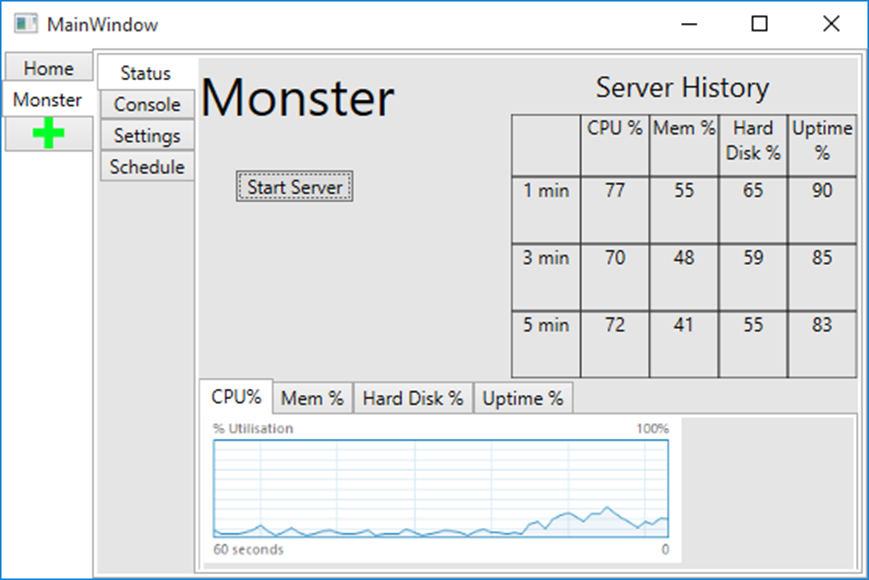 MainWindow
Home
Monster
Status
Console
Settings
Schedule
Monster
Start Server
Server History
CPU % Mem % Hard Disk % Uptime %
1 min 77 55 65 90
3 min 70 48 59 85
5 min 72 41 55 83
CPU% Mem % Hard Disk % Uptime %
% Utilisation 100%
60 seconds 0